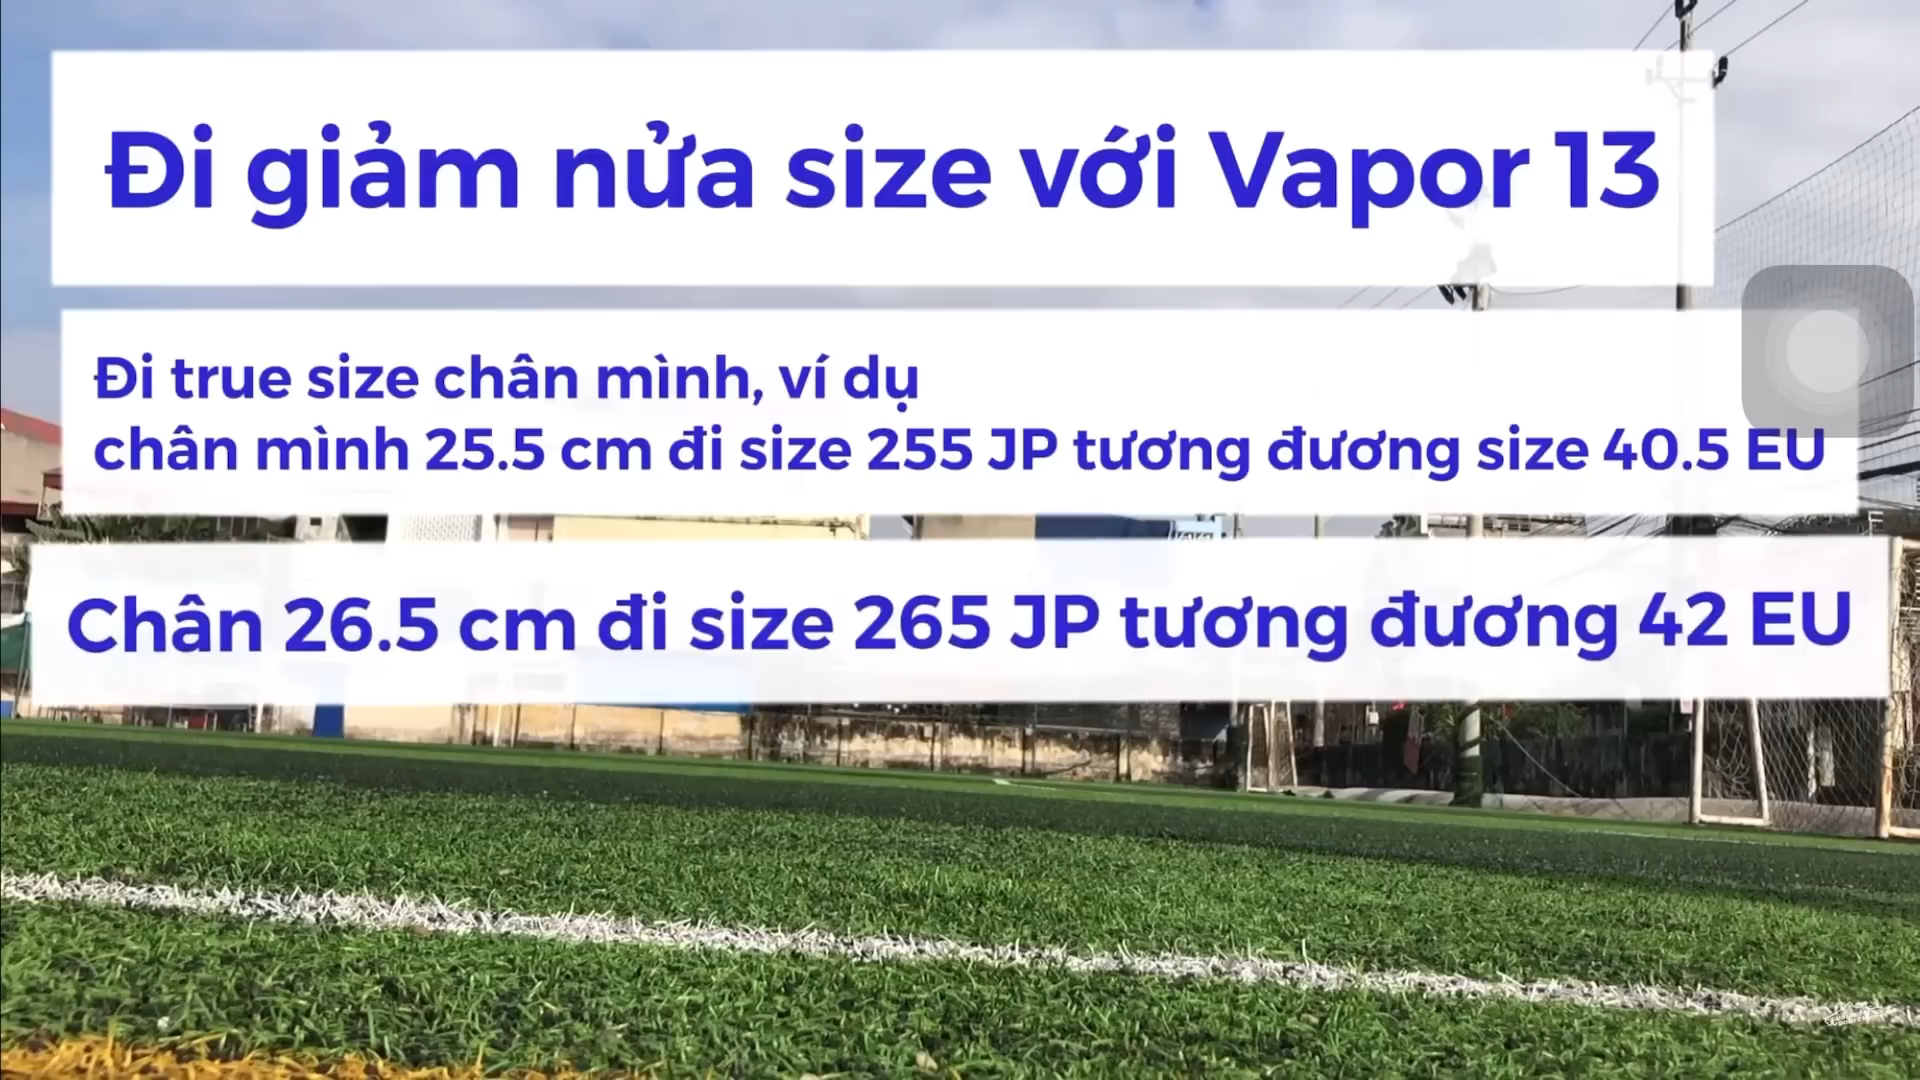 Đi giảm nửa size với Vapor 13
Đi true size chân mình, ví dụ
chân mình 25.5 cm đi size 255 JP tương đương size 40.5 EU
Chân 26.5 cm đi size 265 JP tương đương 42 EU